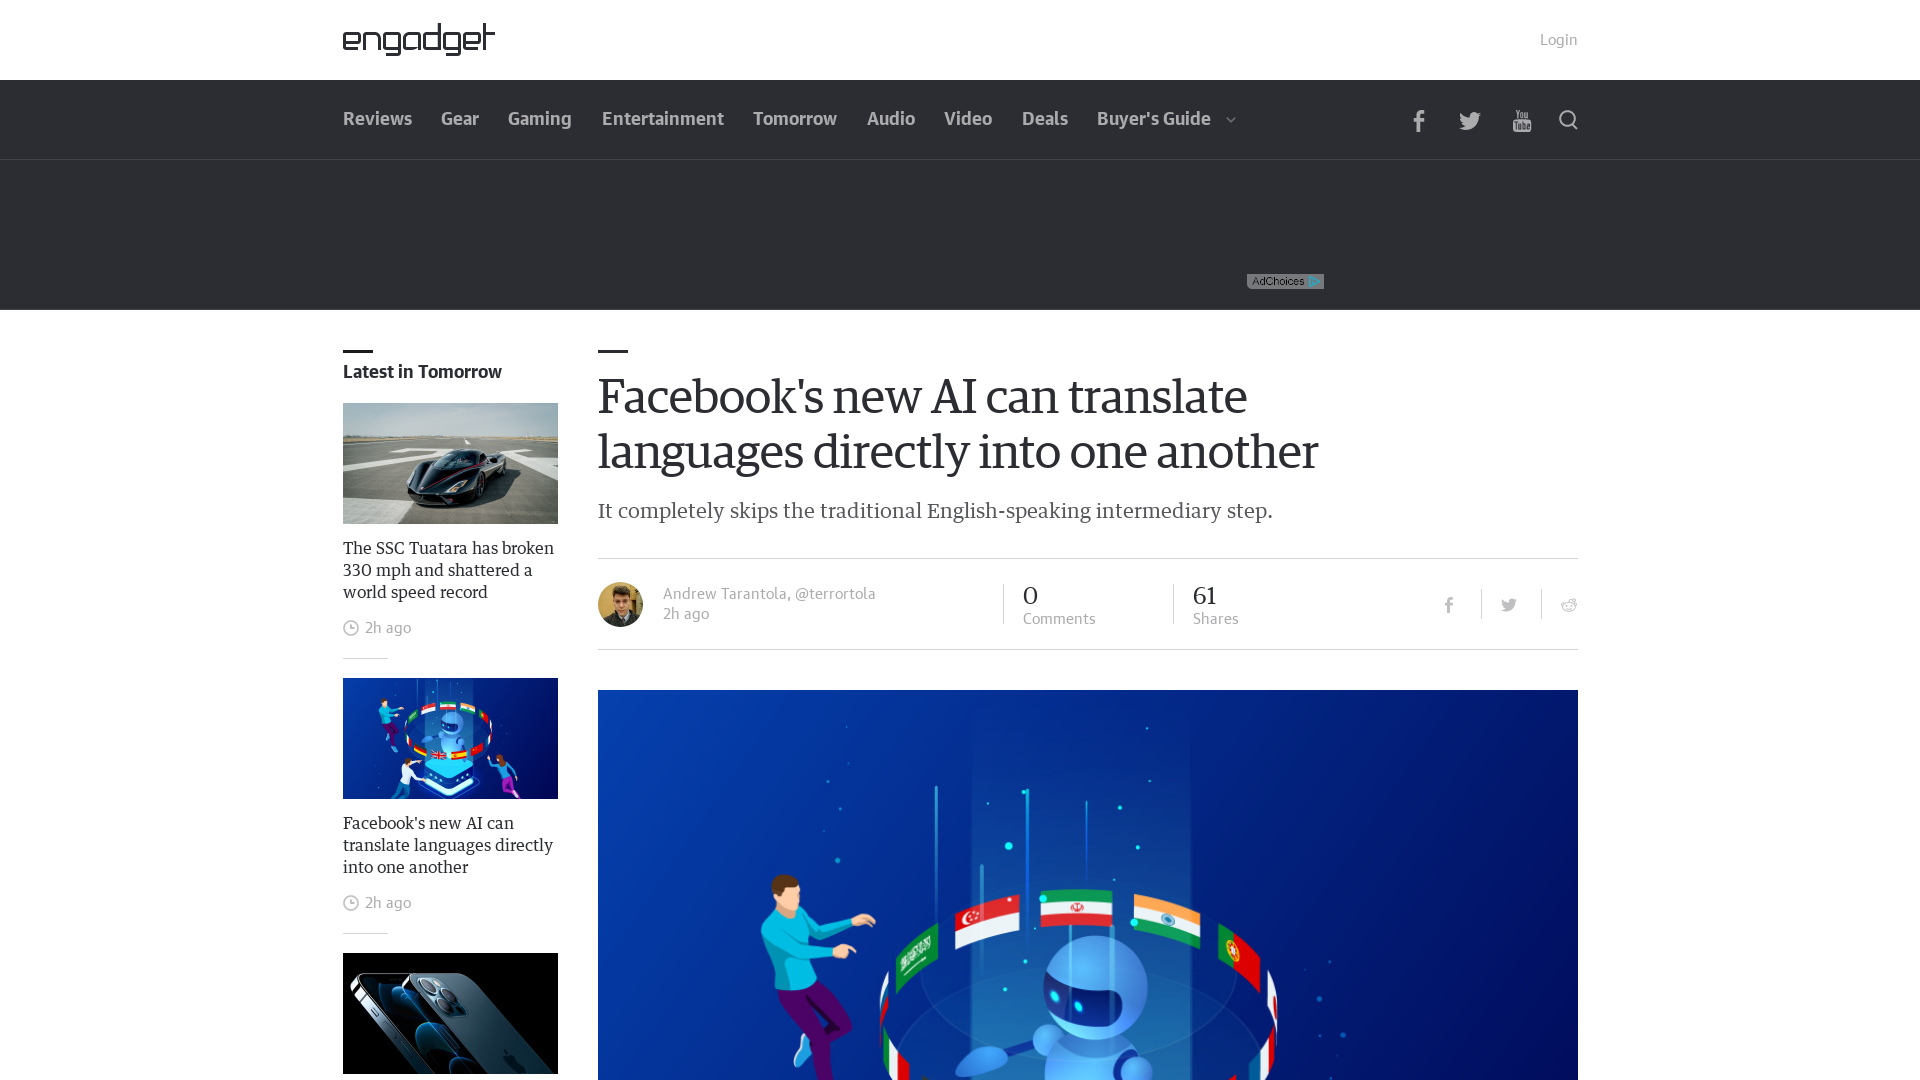 engadget
Login
Reviews Gear Gaming Entertainment Tomorrow Audio Video Deals Buyer's Guide
You Tube
AdChoices
Latest in Tomorrow
The SSC Tuatara has broken
330 mph and shattered a
world speed record
2h ago
Facebook's new AI can
translate languages directly
into one another
2h ago
Facebook's new AI can translate
languages directly into one another
It completely skips the traditional English-speaking intermediary step.
Andrew Tarantola, @terrortola
2h ago
0
Comments
61
Shares